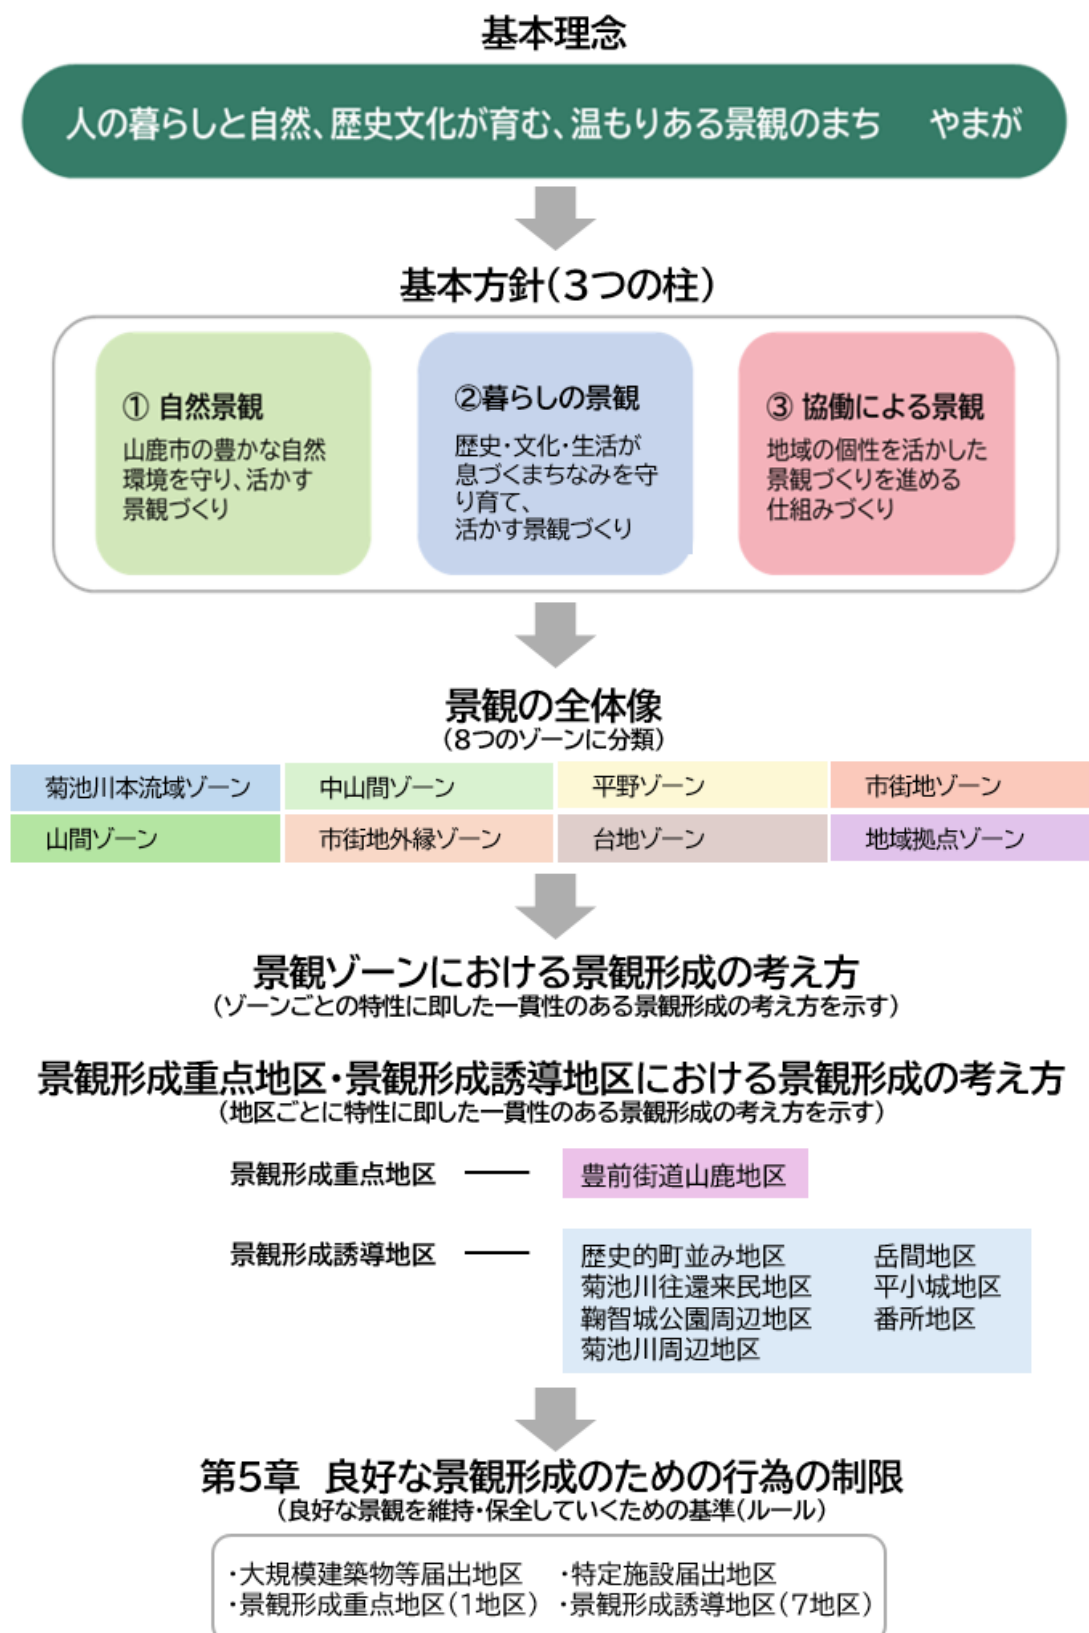 基本理念
人の暮らしと自然、歴史文化が育む、温もりある景観のまち　やまが
基本方針(3つの柱)
① 自然景観
山鹿市の豊かな自然
環境を守り、活かす
景観づくり
②暮らしの景観
歴史・文化・生活が
息づくまちなみを守
り育て、
活かす景観づくり
③ 協働による景観
地域の個性を活かした
景観づくりを進める
仕組みづくり
景観の全体像
(8つのゾーンに分類)
菊池川本流域ゾーン　中山間ゾーン　平野ゾーン　市街地ゾーン
山間ゾーン　市街地外縁ゾーン　台地ゾーン　地域拠点ゾーン
景観ゾーンにおける景観形成の考え方
(ゾーンごとの特性に即した一貫性のある景観形成の考え方を示す)
景観形成重点地区・景観形成誘導地区における景観形成の考え方
(地区ごとに特性に即した一貫性のある景観形成の考え方を示す)
景観形成重点地区　豊前街道山鹿地区
景観形成誘導地区　歴史的町並み地区　岳間地区
菊池川往還来民地区　平小城地区
鞠智城公園周辺地区　番所地区
菊池川周辺地区
第5章　良好な景観形成のための行為の制限
(良好な景観を維持・保全していくための基準(ルール)
・大規模建築物等届出地区　・特定施設届出地区
・景観形成重点地区(1地区)　・景観形成誘導地区(7地区)